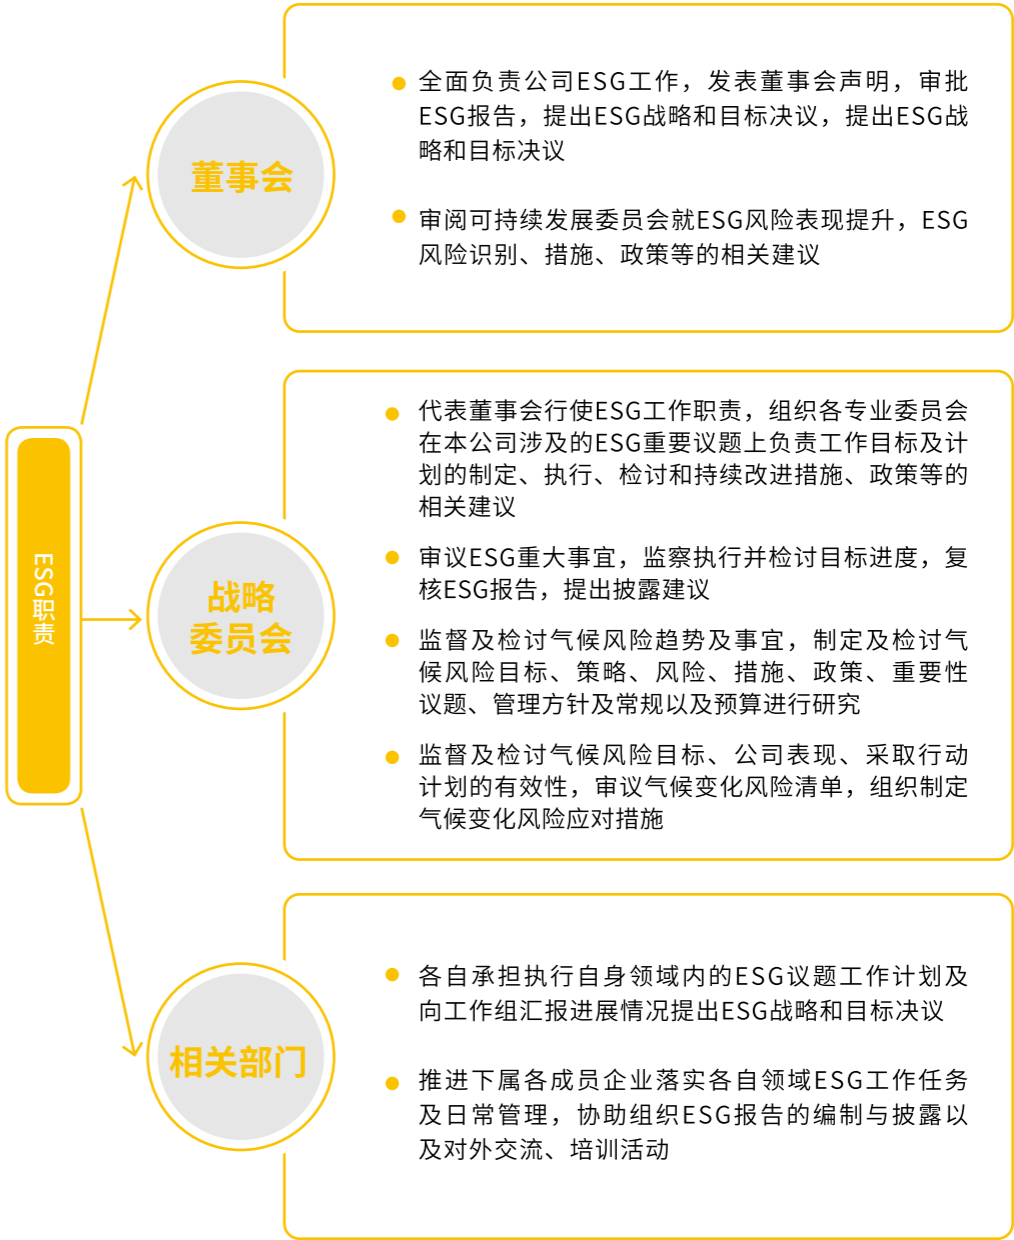 ESG职责
董事会
全面负责公司ESG工作，发表董事会声明，审批
ESG报告，提出ESG战略和目标决议，提出ESG战
略和目标决议
审阅可持续发展委员会就ESG风险表现提升，ESG
风险识别、措施、政策等的相关建议
战略
委员会
代表董事会行使ESG工作职责，组织各专业委员会
在本公司涉及的ESG重要议题上负责工作目标及计
划的制定、执行、检讨和持续改进措施、政策等的
相关建议
审议ESG重大事宜，监察执行并检讨目标进度，复
核ESG报告，提出披露建议
监督及检讨气候风险趋势及事宜，制定及检讨气
候风险目标、策略、风险、措施、政策、重要性
议题、管理方针及常规以及预算进行研究
监督及检讨气候风险目标、公司表现、采取行动
计划的有效性，审议气候变化风险清单，组织制定
气候变化风险应对措施
相关部门
各自承担执行自身领域内的ESG议题工作计划及
向工作组汇报进展情况提出ESG战略和目标决议
推进下属各成员企业落实各自领域ESG工作任务
及日常管理，协助组织ESG报告的编制与披露以
及对外交流、培训活动